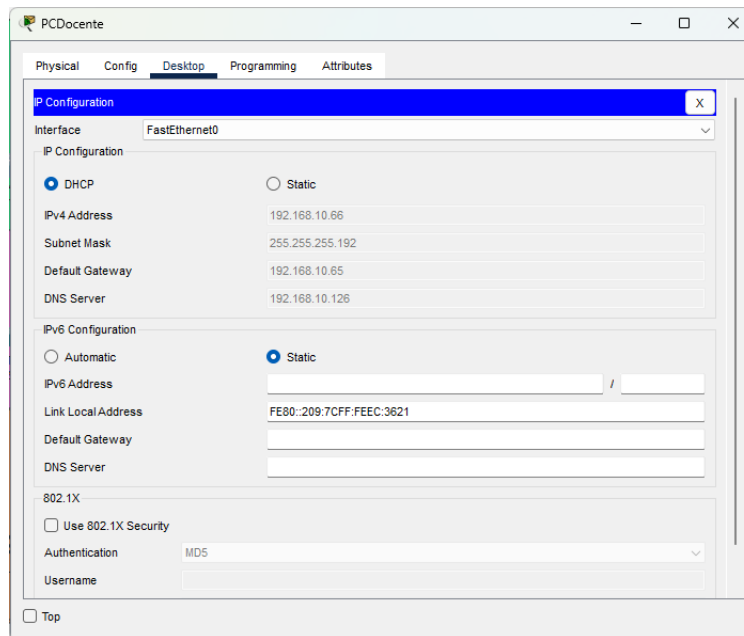 PCDocente
Physical Config Desktop Programming Attributes
IP Configuration X
Interface FastEthernet0
IP Configuration
DHCP Static
IPv4 Address 192.168.10.66
Subnet Mask 255.255.255.192
Default Gateway 192.168.10.65
DNS Server 192.168.10.126
IPv6 Configuration
Automatic Static
IPv6 Address /
Link Local Address FE80::209:7CFF:FEEC:3621
Default Gateway
DNS Server
802.1X
Use 802.1X Security
Authentication MD5
Username
Top